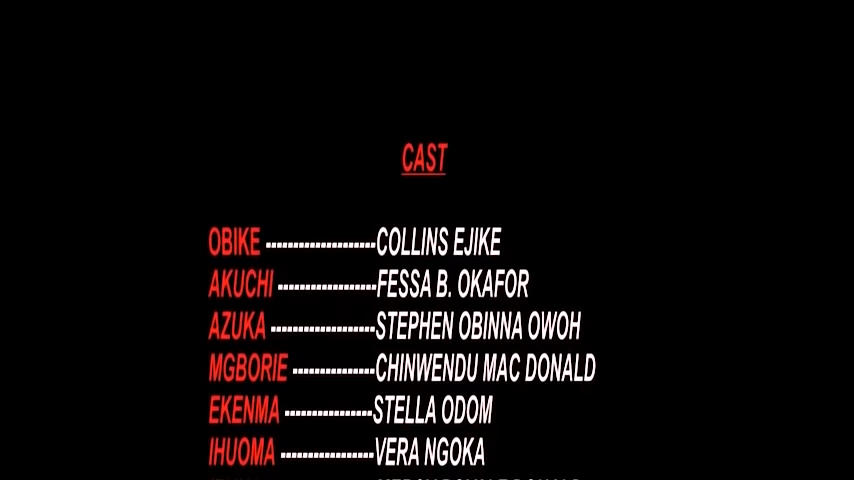 CAST
OBIKE --------------------COLLINS EJIKE
AKUCHI ------------------FESSA B. OKAFOR
AZUKA -------------------STEPHEN OBINNA OWOH
MGBORIE ---------------CHINWENDU MAC DONALD
EKENMA ----------------STELLA ODOM
IHUOMA -----------------VERA NGOKA